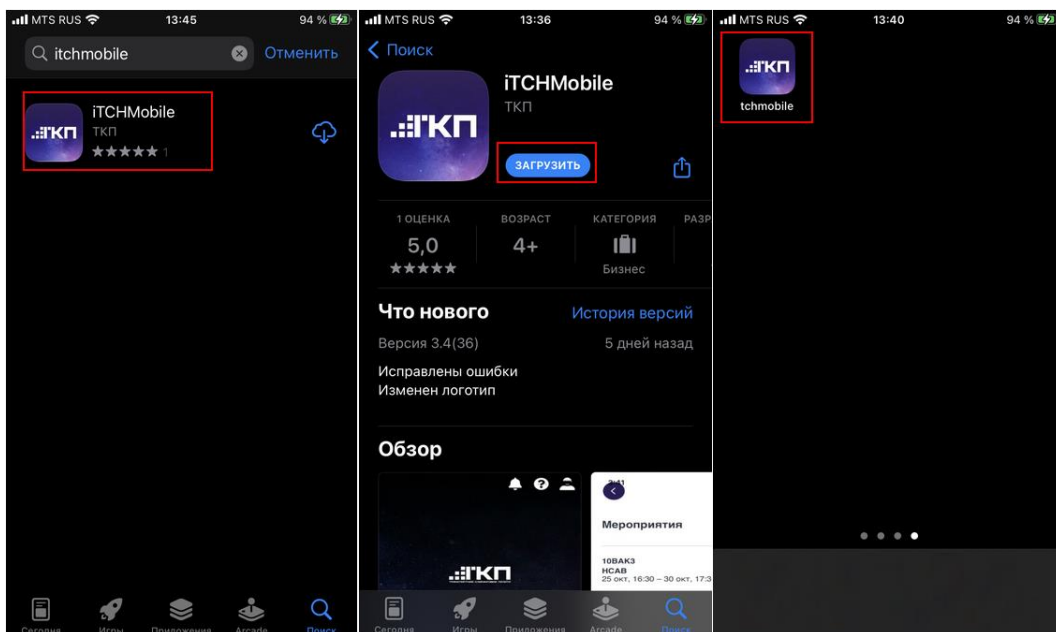 MTS RUS 13:45 94 %
itchmobile Отменить
.::ТКП
iTCHMobile
ТКП
1
Сегодня Игры Приложения Arcade Поиск
MTS RUS 13:36 94 %
Поиск
.::ТКП
iTCHMobile
ТКП
ЗАГРУЗИТЬ
1 ОЦЕНКА ВОЗРАСТ КАТЕГОРИЯ РАЗР
5,0 4+
Бизнес
Что нового История версий
Версия 3.4(36) 5 дней назад
Исправлены ошибки
Изменен логотип
Обзор
.::ТКП
Мероприятия
10ВАК3
НСАВ
25 окт, 16:30 – 30 окт, 17:3
Сегодня Игры Приложения Arcade Поиск
MTS RUS 13:40 94 %
.::ТКП
tchmobile